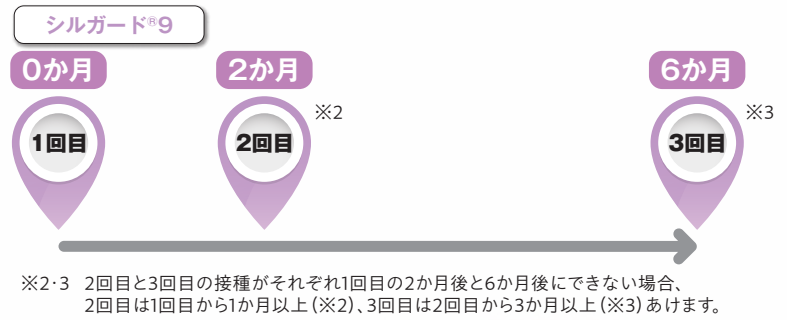 シルガード®9
0か月 2か月 6か月
1回目 2回目 ※2 3回目 ※3
※2・3 2回目と3回目の接種がそれぞれ1回目の2か月後と6か月後にできない場合、
2回目は1回目から1か月以上(※2)、3回目は2回目から3か月以上(※3)あけます。